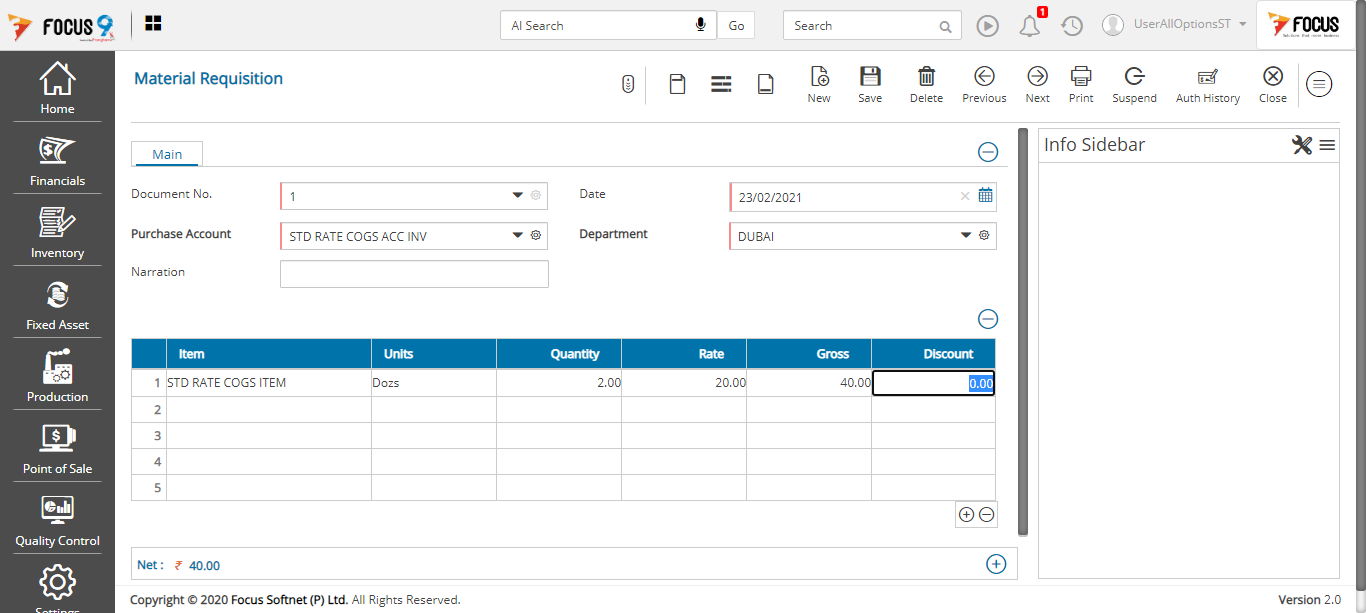 FOCUS 9
AI Search
Go
Search
1
UserAllOptionsST
FOCUS
Home
Financials
Inventory
Fixed Asset
Production
Point of Sale
Quality Control
Settings
Material Requisition
New
Save
Delete
Previous
Next
Print
Suspend
Auth History
Close
Main
Document No.
1
Date
23/02/2021
Purchase Account
STD RATE COGS ACC INV
Department
DUBAI
Narration
Item Units Quantity Rate Gross Discount
1 STD RATE COGS ITEM Dozs 2.00 20.00 40.00 0.00
2
3
4
5
Net : ₹ 40.00
Info Sidebar
Copyright © 2020 Focus Softnet (P) Ltd. All Rights Reserved.
Version 2.0